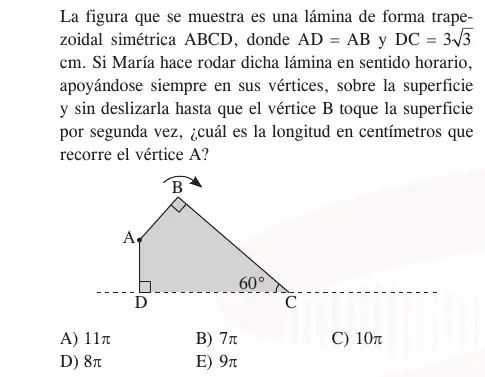 La figura que se muestra es una lámina de forma trape-
zoidal simétrica ABCD, donde AD = AB y DC = 3√3
cm. Si María hace rodar dicha lámina en sentido horario,
apoyándose siempre en sus vértices, sobre la superficie
y sin deslizarla hasta que el vértice B toque la superficie
por segunda vez, ¿cuál es la longitud en centímetros que
recorre el vértice A?
B
A
60°
D
C
A) 11π
B) 7π
C) 10π
D) 8π
E) 9π